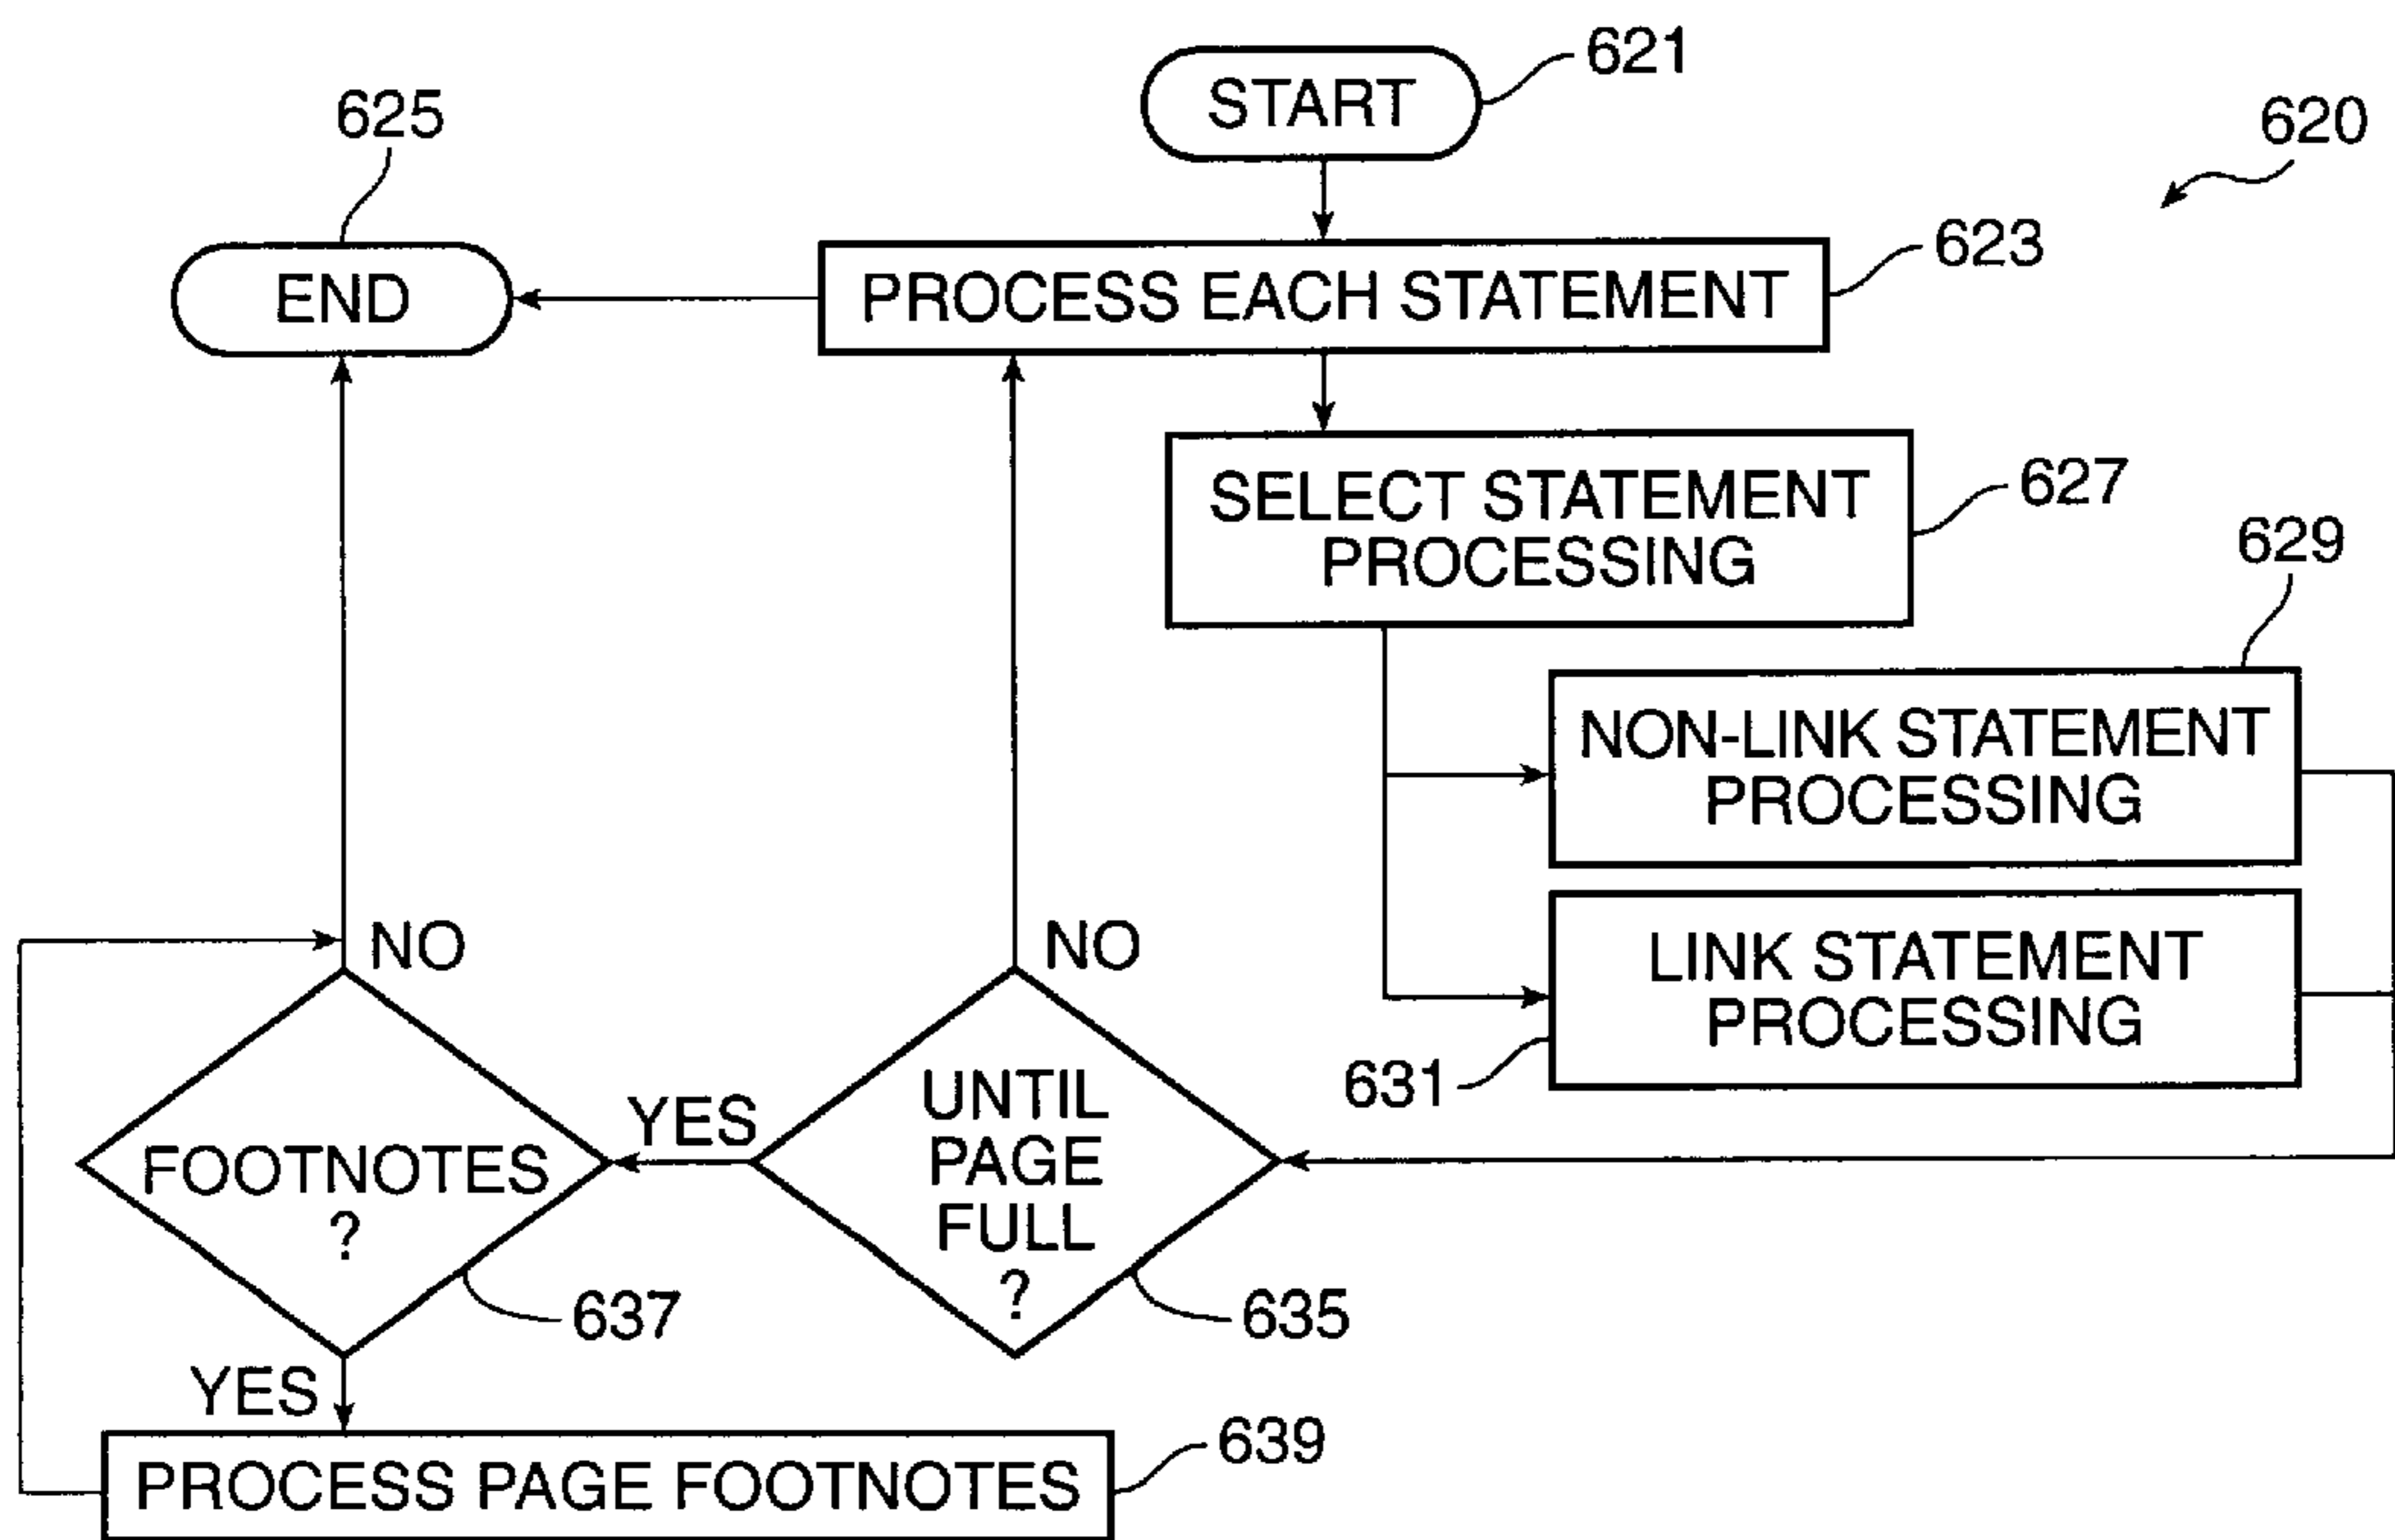 START
621
620
625
END
PROCESS EACH STATEMENT
623
SELECT STATEMENT
PROCESSING
627
629
NON-LINK STATEMENT
PROCESSING
LINK STATEMENT
PROCESSING
631
NO
NO
UNTIL
PAGE
FULL
?
635
YES
FOOTNOTES
?
637
YES
PROCESS PAGE FOOTNOTES
639